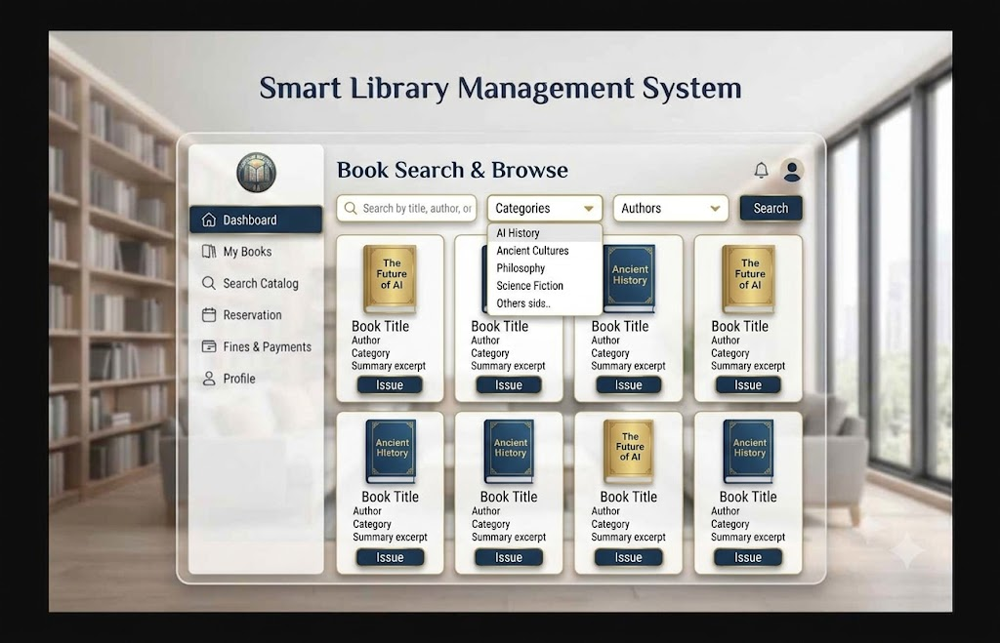 Smart Library Management System
Book Search & Browse
Dashboard
My Books
Search Catalog
Reservation
Fines & Payments
Profile
Search by title, author, or
Categories
Authors
Search
AI History
Ancient Cultures
Philosophy
Science Fiction
Others sids..
The
Future
of AI
Book Title
Author
Category
Summary excerpt
Issue
Book Title
Author
Category
Summary excerpt
Issue
Ancient
History
Book Title
Author
Category
Summary excerpt
Issue
The
Future
of AI
Book Title
Author
Category
Summary excerpt
Issue
Ancient
HIetory
Book Title
Author
Category
Summary excerpt
Issue
Ancient
Hictory
Book Title
Author
Category
Summary excerpt
Issue
The
Future
of AI
Book Title
Author
Category
Summary excerpt
Issue
Ancient
History
Book Title
Author
Category
Summary excerpt
Issue